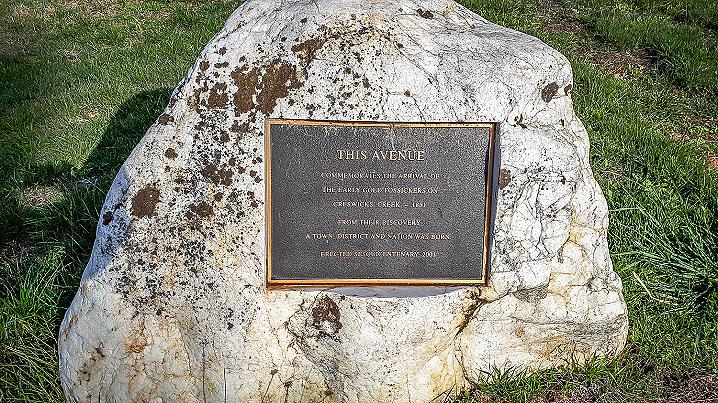 THIS AVENUE
COMMEMORATES THE ARRIVAL OF
THE EARLY GOLD FOSSICKERS ON
CRESWICKS CREEK ~ 1851
FROM THEIR DISCOVERY
A TOWN, DISTRICT AND NATION WAS BORN
ERECTED SESQUICENTENARY, 2001